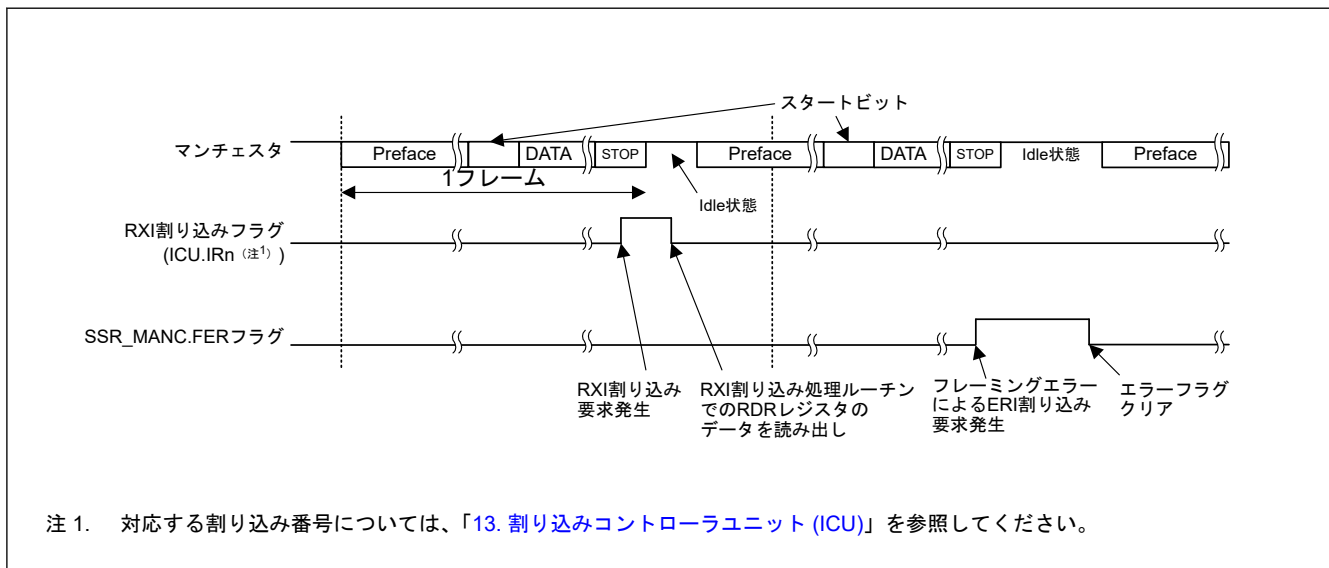 スタートビット
マンチェスタ
Preface
DATA
STOP
Preface
DATA
STOP
Idle状態
Preface
1フレーム
Idle状態
RXI割り込みフラグ
(ICU.IRn（注1）)
SSR_MANC.FERフラグ
RXI割り込み
要求発生
RXI割り込み処理ルーチン
でのRDRレジスタの
データを読み出し
フレーミングエラー
によるERI割り込み
要求発生
エラーフラグ
クリア
注 1. 対応する割り込み番号については、「13. 割り込みコントローラユニット (ICU)」を参照してください。